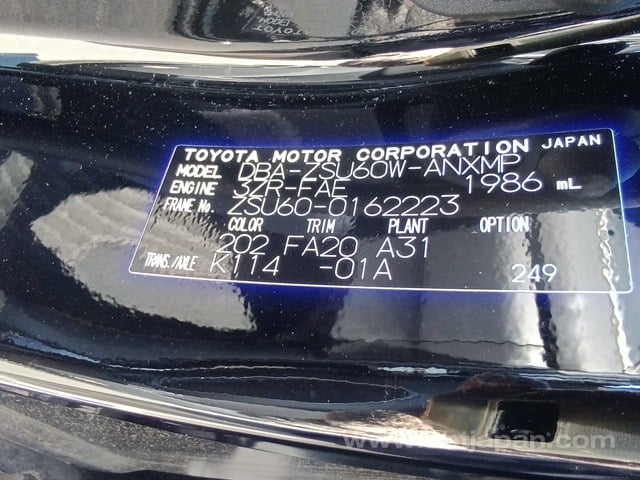 TOYOTA MOTOR CORPORATION JAPAN
MODEL DBA-ZSU60W-ANXMP
ENGINE 3ZR-FAE 1986 mL
FRAME No. ZSU60-0162223
COLOR TRIM PLANT OPTION
202 FA20 A31
TRANS./AXLE K114 -01A 249